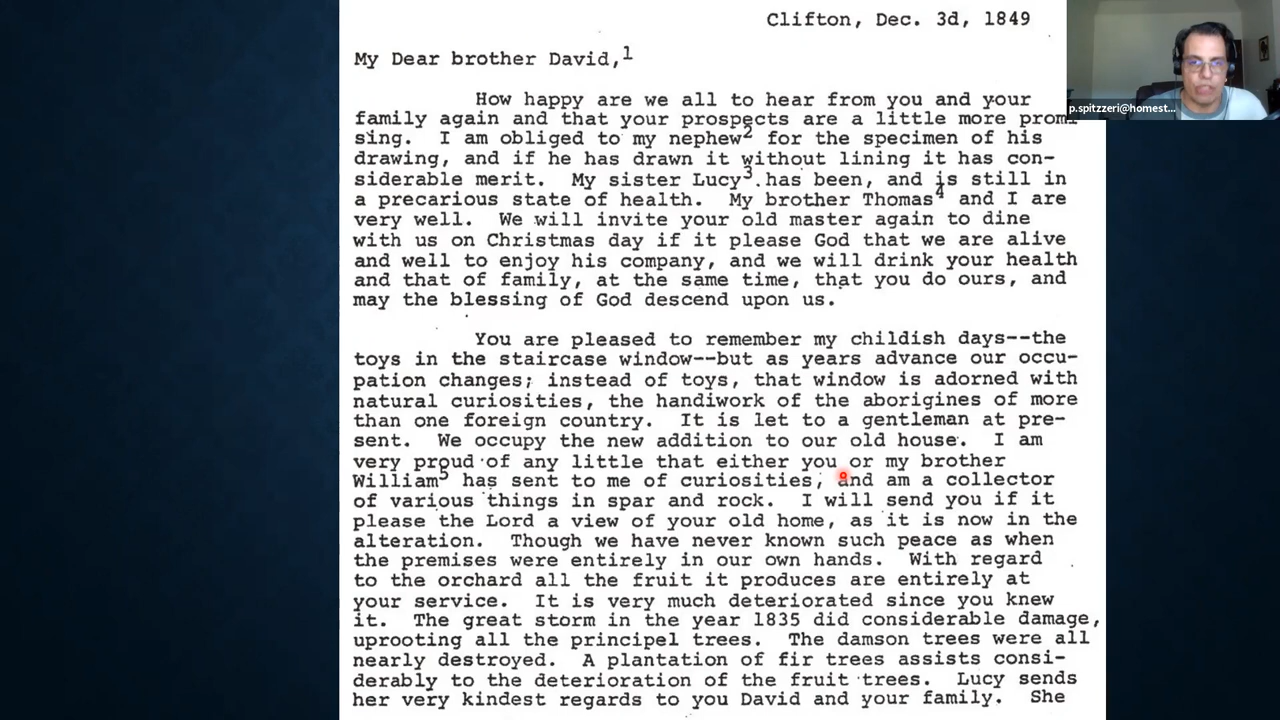 Clifton, Dec. 3d, 1849
My Dear brother David,1
How happy are we all to hear from you and your
family again and that your prospects are a little more promi-
sing. I am obliged to my nephew2 for the specimen of his
drawing, and if he has drawn it without lining it has con-
siderable merit. My sister Lucy3 has been, and is still in
a precarious state of health. My brother Thomas4 and I are
very well. We will invite your old master again to dine
with us on Christmas day if it please God that we are alive
and well to enjoy his company, and we will drink your health
and that of family, at the same time, that you do ours, and
may the blessing of God descend upon us.
You are pleased to remember my childish days--the
toys in the staircase window--but as years advance our occu-
pation changes; instead of toys, that window is adorned with
natural curiosities, the handiwork of the aborigines of more
than one foreign country. It is let to a gentleman at pre-
sent. We occupy the new addition to our old house. I am
very proud of any little that either you or my brother
William5 has sent to me of curiosities, and am a collector
of various things in spar and rock. I will send you if it
please the Lord a view of your old home, as it is now in the
alteration. Though we have never known such peace as when
the premises were entirely in our own hands. With regard
to the orchard all the fruit it produces are entirely at
your service. It is very much deteriorated since you knew
it. The great storm in the year 1835 did considerable damage,
uprooting all the principel trees. The damson trees were all
nearly destroyed. A plantation of fir trees assists consi-
derably to the deterioration of the fruit trees. Lucy sends
her very kindest regards to you David and your family. She
p.spitzzeri@homest...